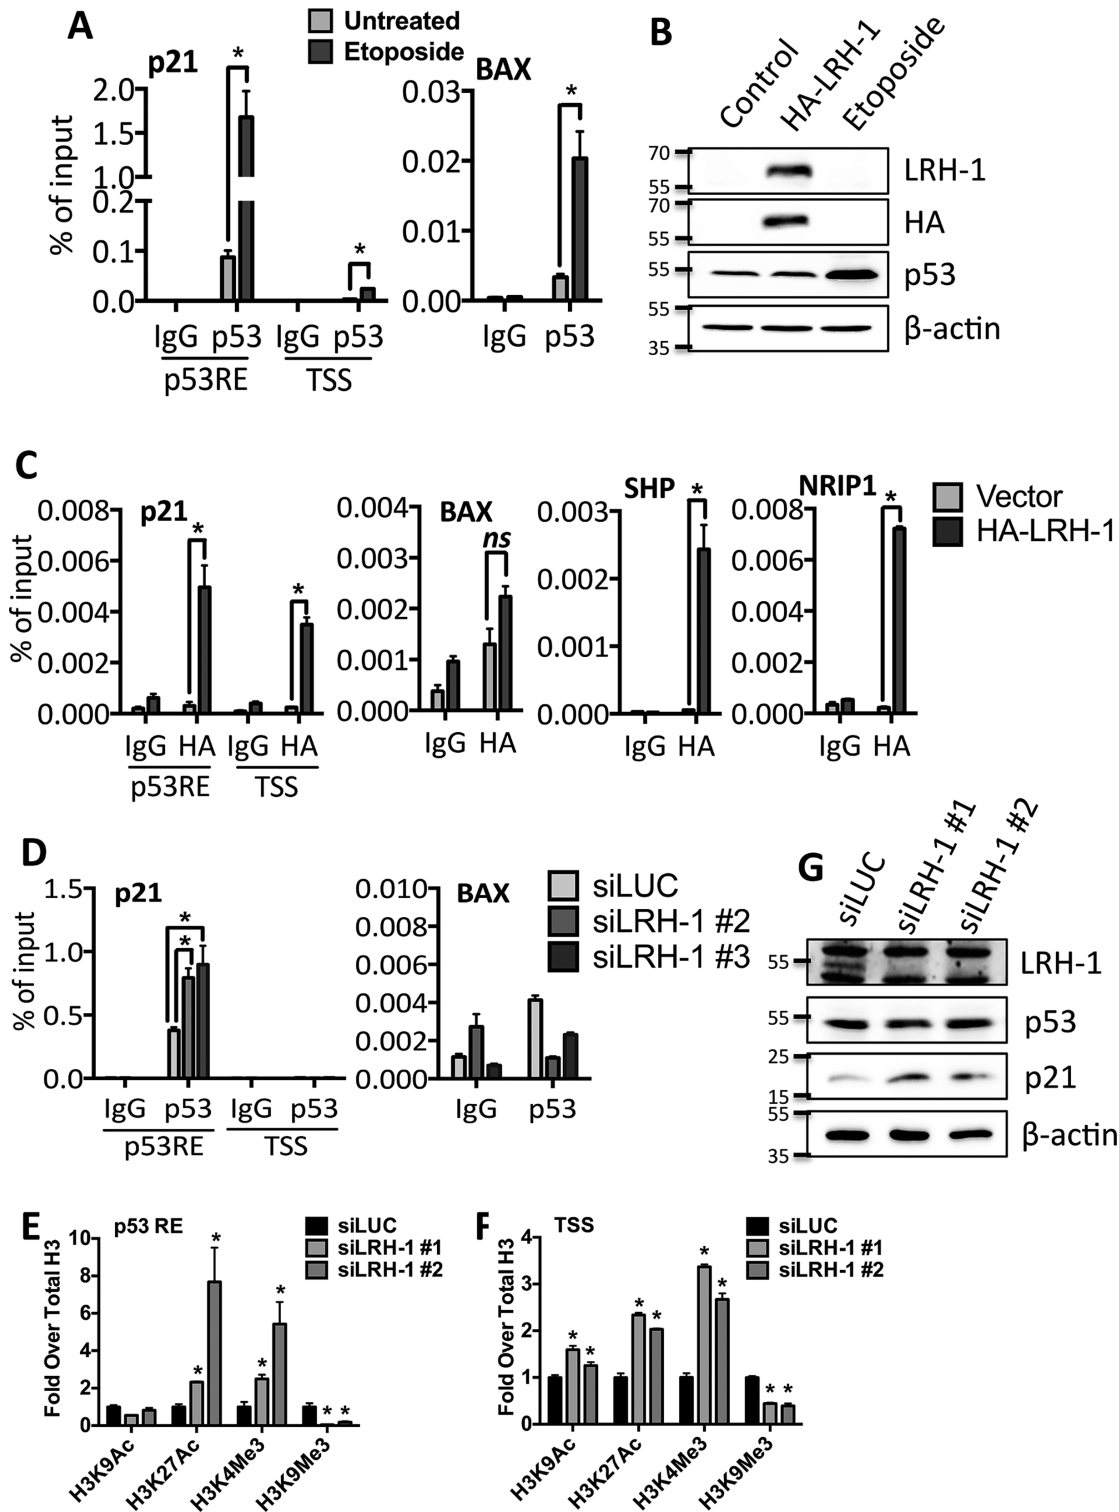 A
Untreated
Etoposide
p21
*
2.0
1.5
1.0
0.2
0.1
0.0
% of input
*
IgG p53 IgG p53
p53RE TSS
BAX
*
0.03
0.02
0.01
0.00
IgG p53
B
Control
HA-LRH-1
Etoposide
70
55
LRH-1
70
55
HA
55
p53
55
35
β-actin
C
p21
*
*
0.008
0.006
0.004
0.002
0.000
% of input
IgG HA IgG HA
p53RE TSS
BAX
ns
0.004
0.003
0.002
0.001
0.000
IgG HA
SHP
*
0.003
0.002
0.001
0.000
IgG HA
NRIP1
*
0.008
0.006
0.004
0.002
0.000
IgG HA
Vector
HA-LRH-1
D
p21
*
*
1.5
1.0
0.5
0.0
% of input
IgG p53 IgG p53
p53RE TSS
BAX
0.010
0.008
0.006
0.004
0.002
0.000
IgG p53
siLUC
siLRH-1 #2
siLRH-1 #3
G
siLUC
siLRH-1 #1
siLRH-1 #2
55
LRH-1
55
p53
25
15
p21
55
35
β-actin
E
p53 RE
siLUC
siLRH-1 #1
siLRH-1 #2
Fold Over Total H3
10
8
6
4
2
0
* * * * * *
H3K9Ac
H3K27Ac
H3K4Me3
H3K9Me3
F
TSS
siLUC
siLRH-1 #1
siLRH-1 #2
Fold Over Total H3
4
3
2
1
0
* * * * * * * *
H3K9Ac
H3K27Ac
H3K4Me3
H3K9Me3